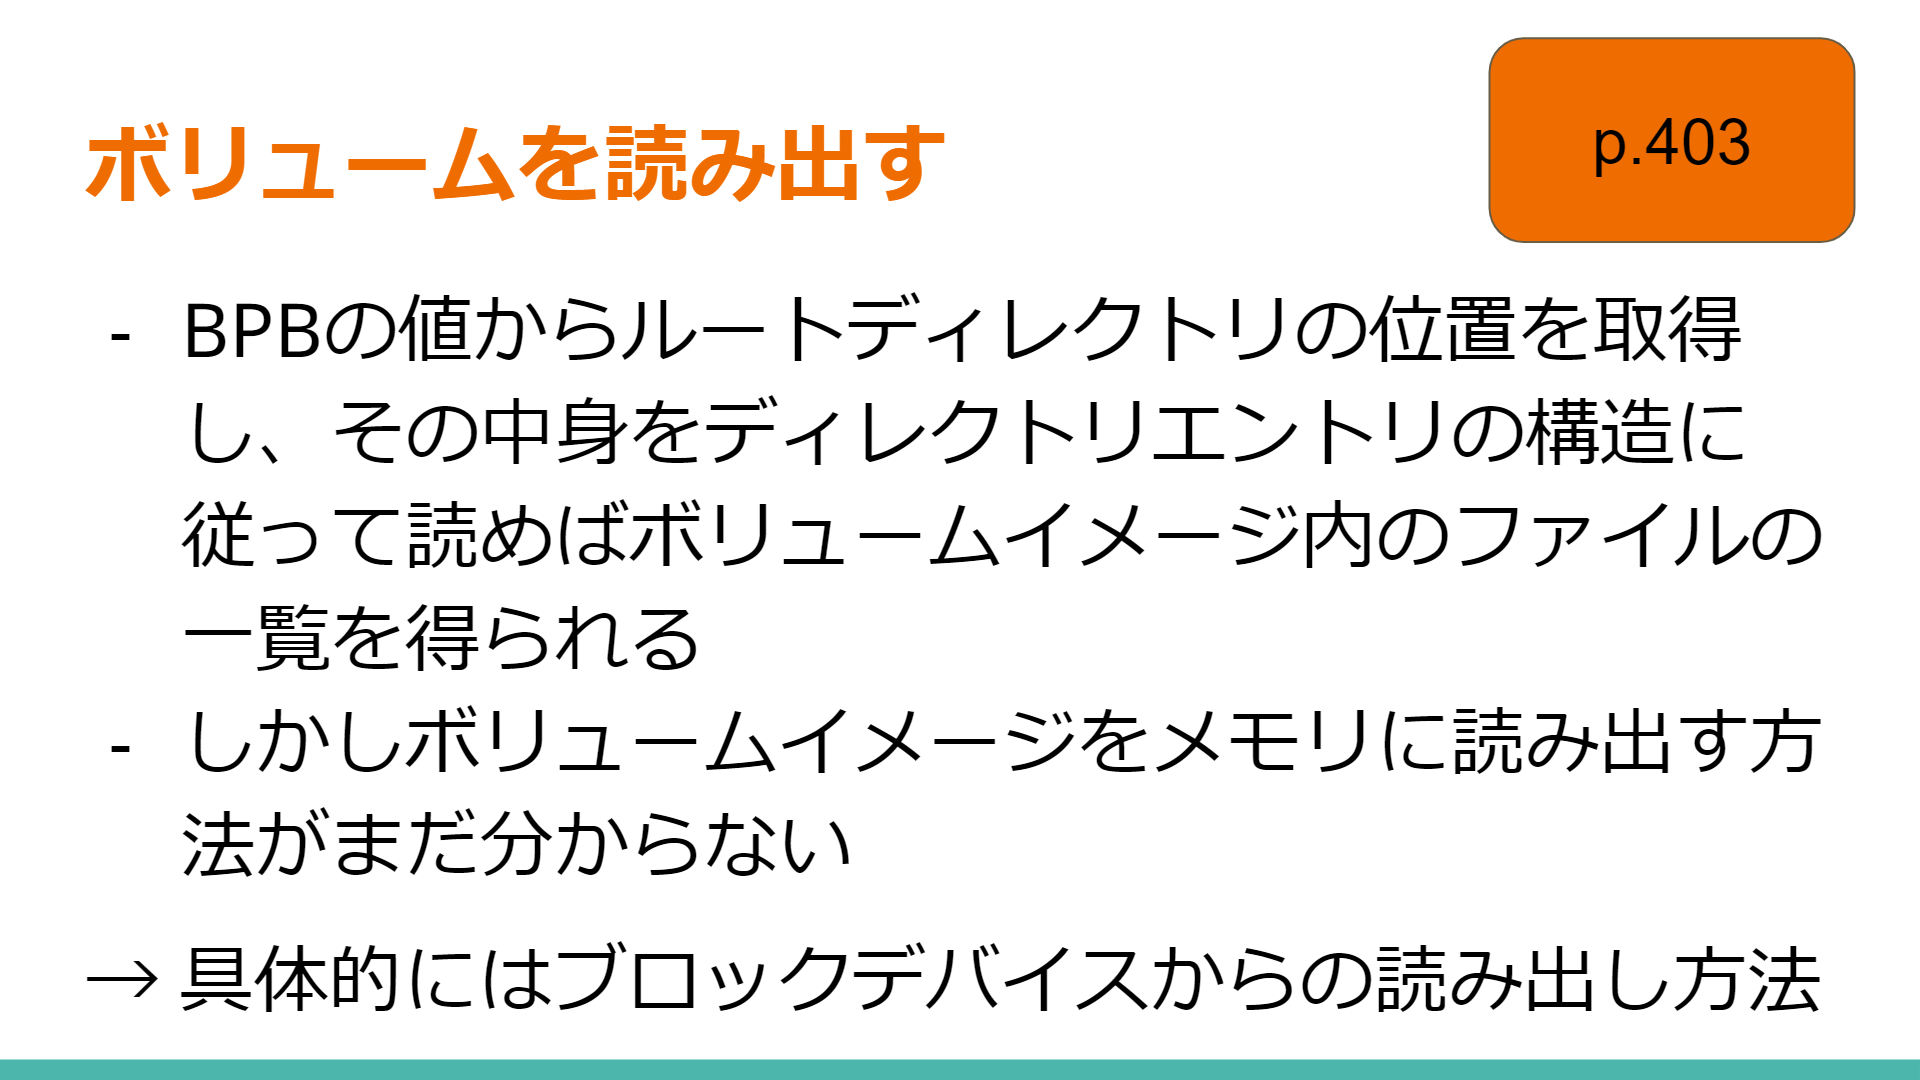 ボリュームを読み出す
p.403
- BPBの値からルートディレクトリの位置を取得
し、その中身をディレクトリエントリの構造に
従って読めばボリュームイメージ内のファイルの
一覧を得られる
- しかしボリュームイメージをメモリに読み出す方
法がまだ分からない
→ 具体的にはブロックデバイスからの読み出し方法